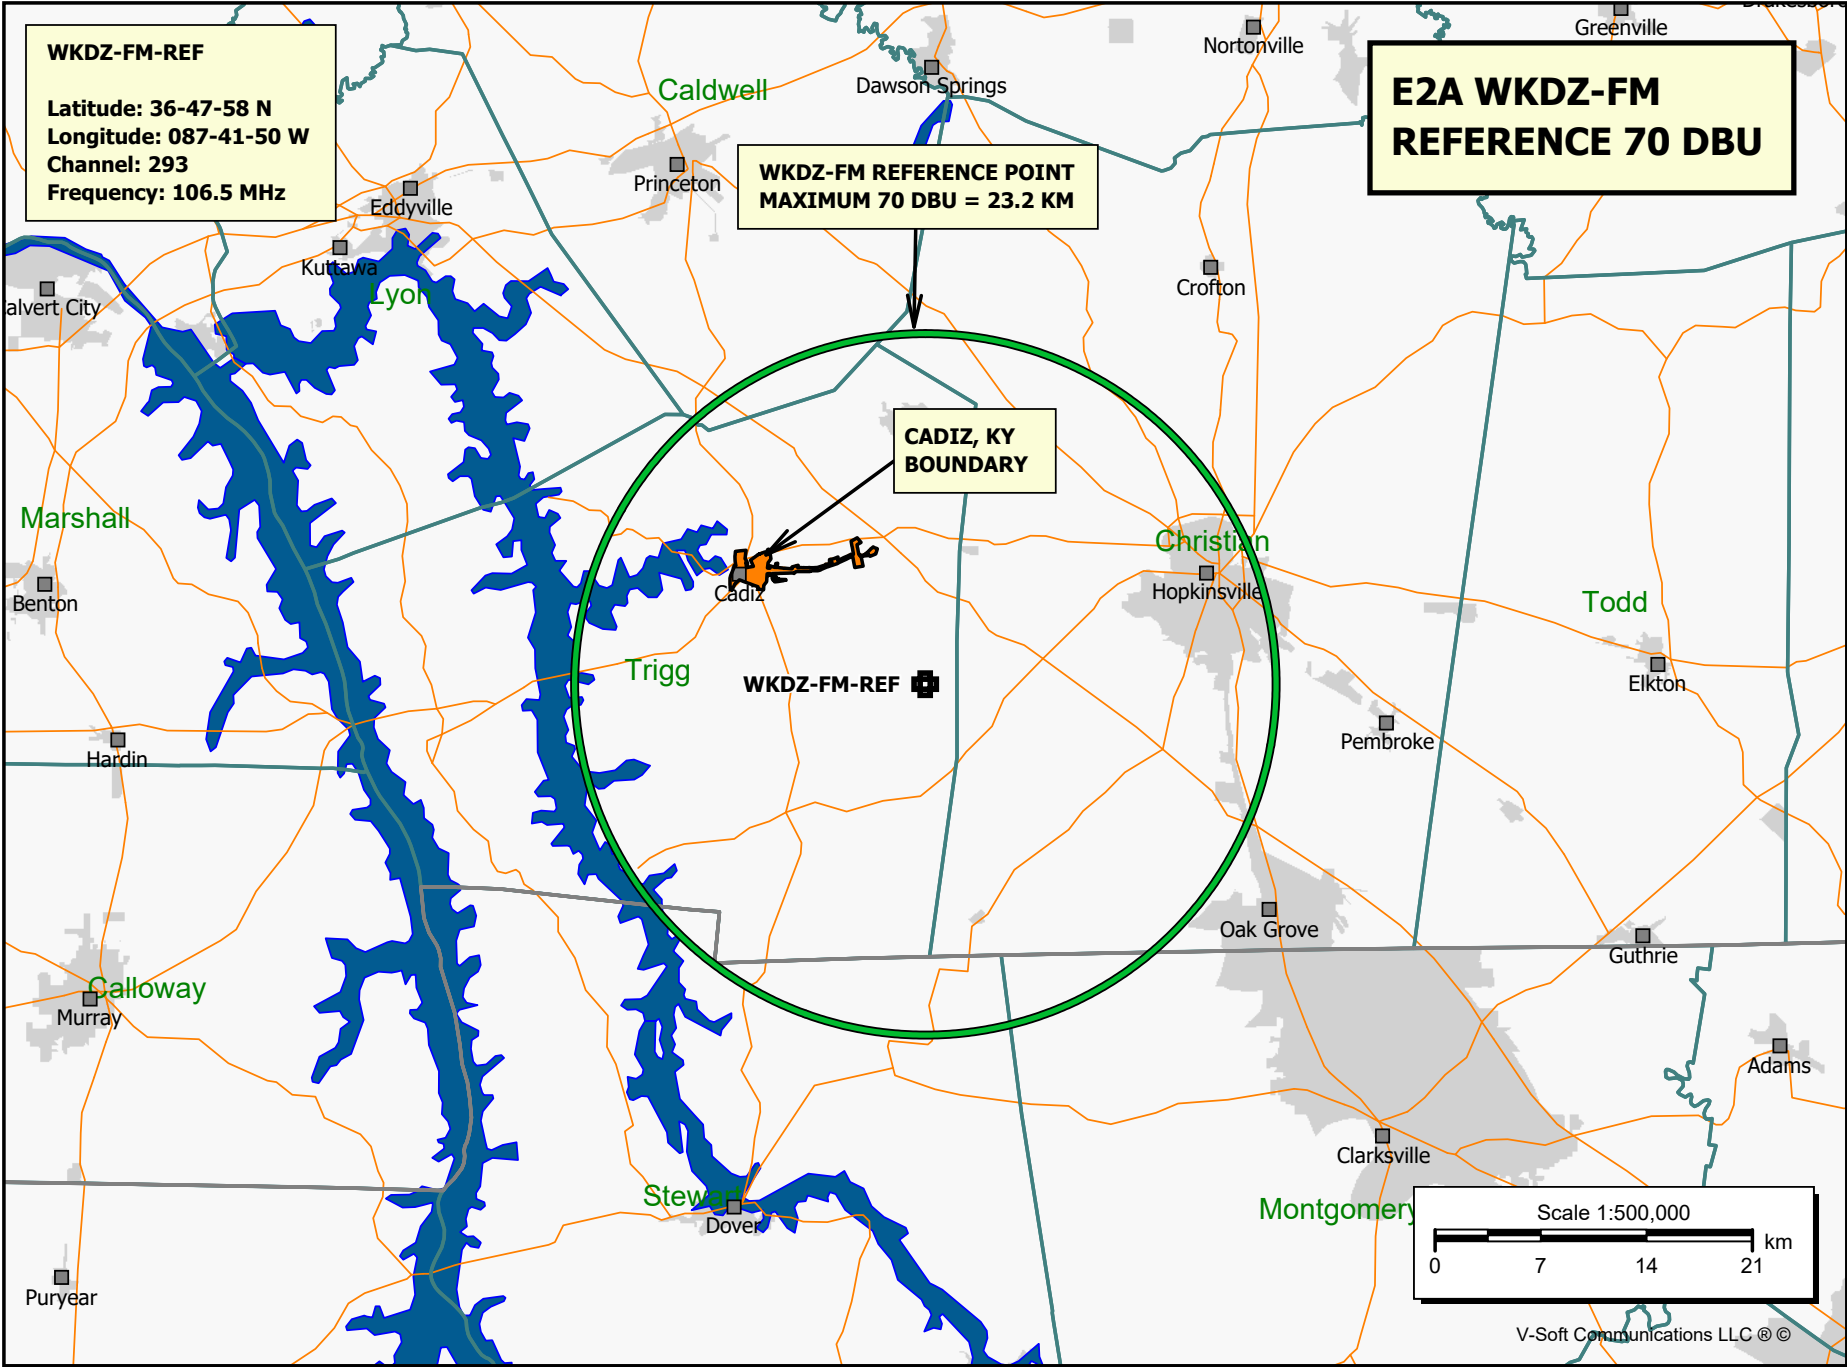 WKDZ-FM-REF
Latitude: 36-47-58 N
Longitude: 087-41-50 W
Channel: 293
Frequency: 106.5 MHz
E2A WKDZ-FM
REFERENCE 70 DBU
WKDZ-FM REFERENCE POINT
MAXIMUM 70 DBU = 23.2 KM
CADIZ, KY
BOUNDARY
Greenville
Nortonville
Caldwell
Dawson Springs
Princeton
Eddyville
Kuttawa
Lyon
Crofton
alvert City
Marshall
Benton
Christian
Hopkinsville
Cadiz
Todd
Trigg
WKDZ-FM-REF
Elkton
Pembroke
Hardin
Oak Grove
Guthrie
Calloway
Murray
Adams
Clarksville
Stewart
Dover
Montgomery
Puryear
Scale 1:500,000
km
0 7 14 21
V-Soft Communications LLC ® ©